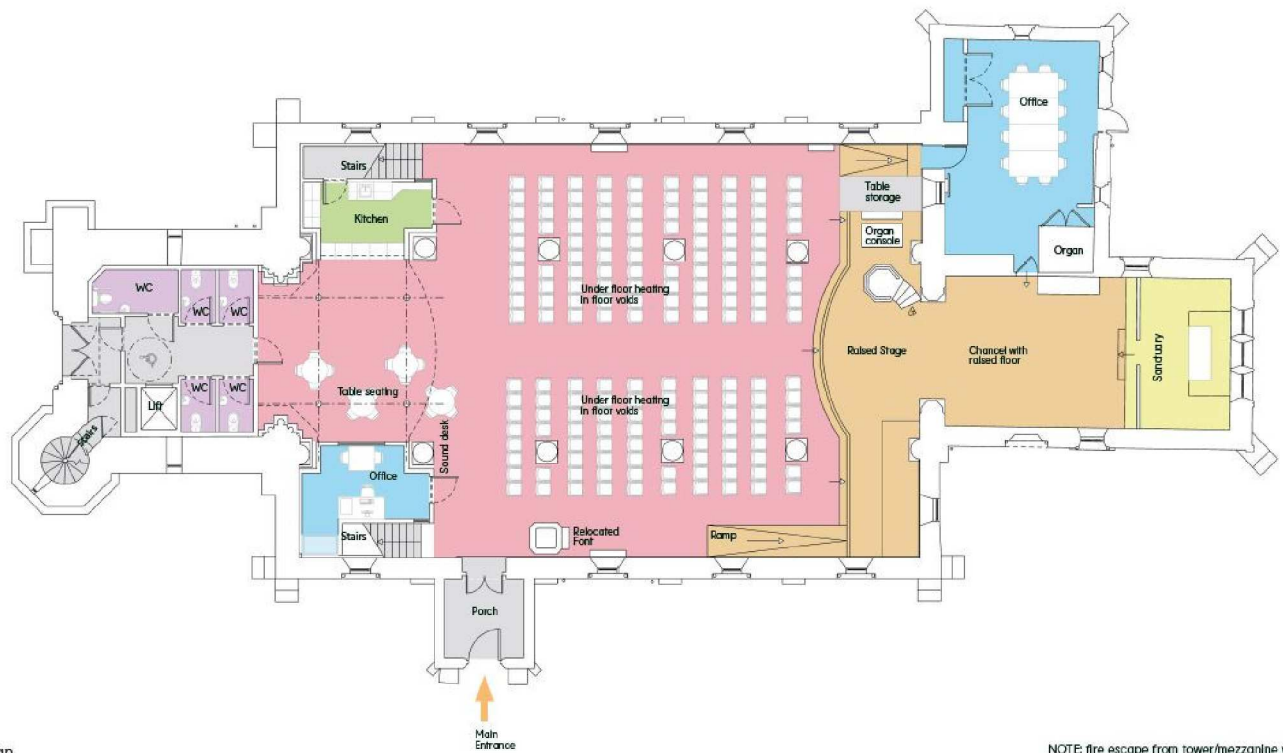 Office
Stairs
Table
storage
Kitchen
Organ
console
Organ
WC
WC
WC
Under floor heating
in floor voids
Raised Stage
Chancel with
raised floor
Sanctuary
Table seating
Under floor heating
in floor voids
WC
WC
Lift
Stairs
Sound desk
Office
Stairs
Relocated
Font
Ramp
Porch
Main
Entrance
NOTE: fire escape from tower/mezzanine